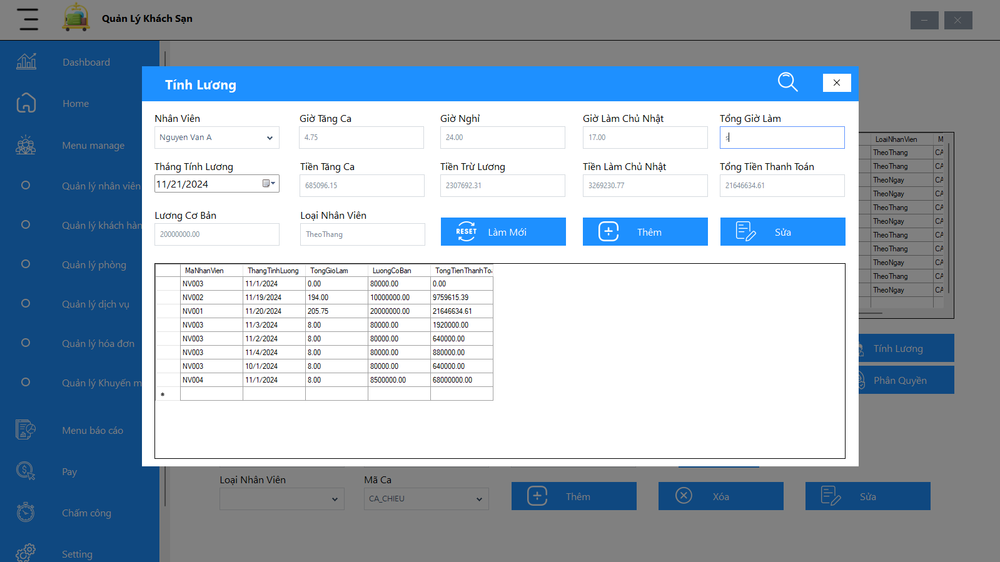 Quản Lý Khách Sạn
Dashboard
Home
Menu manage
Quản lý nhân viên
Quản lý khách hàn
Quản lý phòng
Quản lý dịch vụ
Quản lý hóa đơn
Quản lý Khuyến m
Menu báo cáo
Pay
Chấm công
Setting
Tính Lương
Nhân Viên Giờ Tăng Ca Giờ Nghỉ Giờ Làm Chủ Nhật Tổng Giờ Làm
Nguyen Van A 4.75 24.00 17.00 s
Tháng Tính Lương Tiền Tăng Ca Tiền Trừ Lương Tiền Làm Chủ Nhật Tổng Tiền Thanh Toán
11/21/2024 685096.15 2307692.31 3269230.77 21646634.61
Lương Cơ Bản Loại Nhân Viên
20000000.00 TheoThang RESET Làm Mới Thêm Sửa
MaNhanVien ThangTinhLuong TongGioLam LuongCoBan TongTienThanhToa
NV003 11/1/2024 0.00 80000.00 0.00
NV002 11/19/2024 194.00 10000000.00 9759615.39
NV001 11/20/2024 205.75 20000000.00 21646634.61
NV003 11/3/2024 8.00 80000.00 1920000.00
NV003 11/2/2024 8.00 80000.00 640000.00
NV003 11/4/2024 8.00 80000.00 880000.00
NV003 10/1/2024 8.00 80000.00 640000.00
NV004 11/1/2024 8.00 8500000.00 68000000.00
LoaiNhanVien M
TheoThang CA
TheoThang CA
TheoNgay CA
TheoNgay CA
TheoThang CA
TheoNgay CA
TheoThang CA
TheoThang CA
TheoNgay CA
TheoThang CA
TheoNgay CA
Tính Lương
Phân Quyền
Loại Nhân Viên Mã Ca
CA_CHIEU Thêm Xóa Sửa